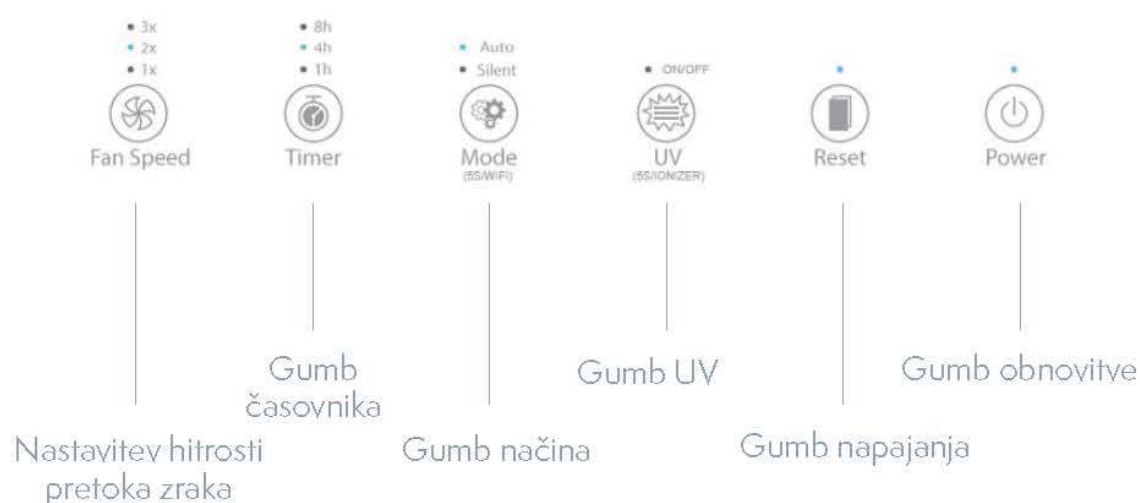 3x
2x
1x
Fan Speed
8h
4h
1h
Timer
Auto
Silent
Mode
(5S/WIFI)
ON/OFF
UV
(5S/IONIZER)
Reset
Power
Gumb
časovnika
Gumb UV
Gumb obnovitve
Nastavitev hitrosti
pretoka zraka
Gumb načina
Gumb napajanja